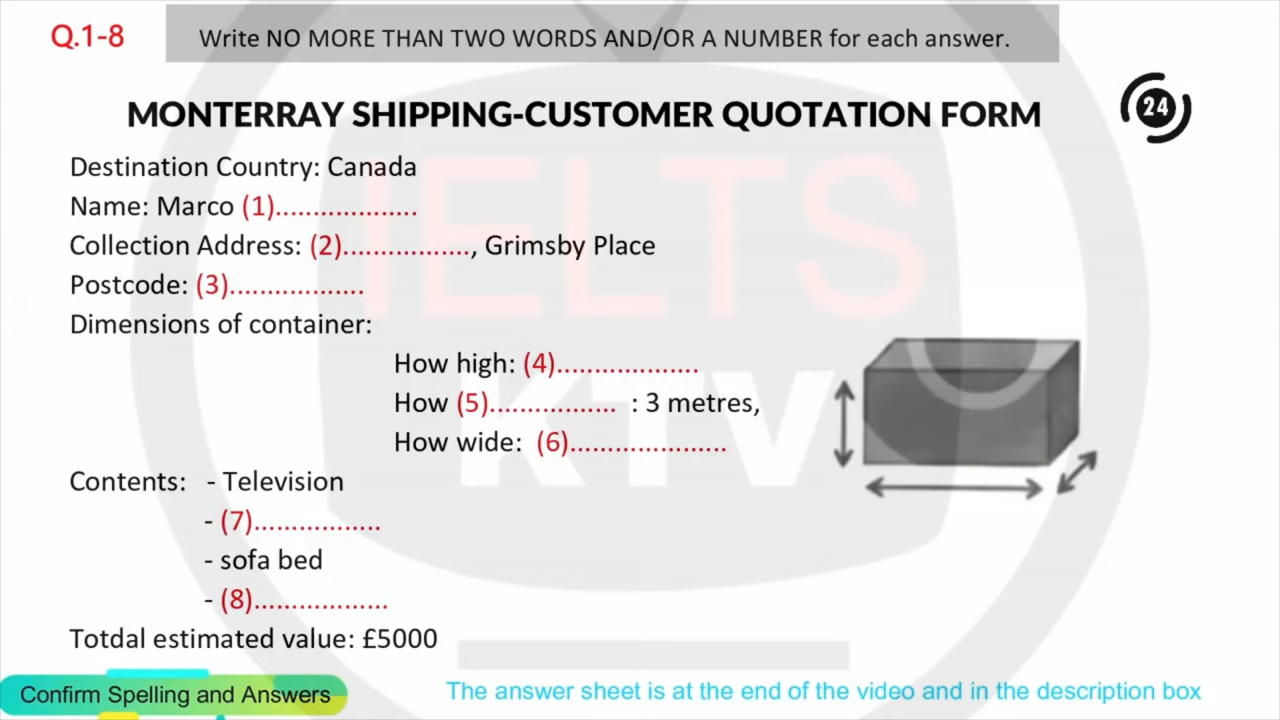 Q.1-8
Write NO MORE THAN TWO WORDS AND/OR A NUMBER for each answer.
MONTERRAY SHIPPING-CUSTOMER QUOTATION FORM
24
Destination Country: Canada
Name: Marco (1)...................
Collection Address: (2)................., Grimsby Place
Postcode: (3)..................
Dimensions of container:
How high: (4)...................
How (5)................. : 3 metres,
How wide: (6).....................
Contents: - Television
- (7).................
- sofa bed
- (8)..................
Totdal estimated value: £5000
IELTS
KTV
Confirm Spelling and Answers
The answer sheet is at the end of the video and in the description box